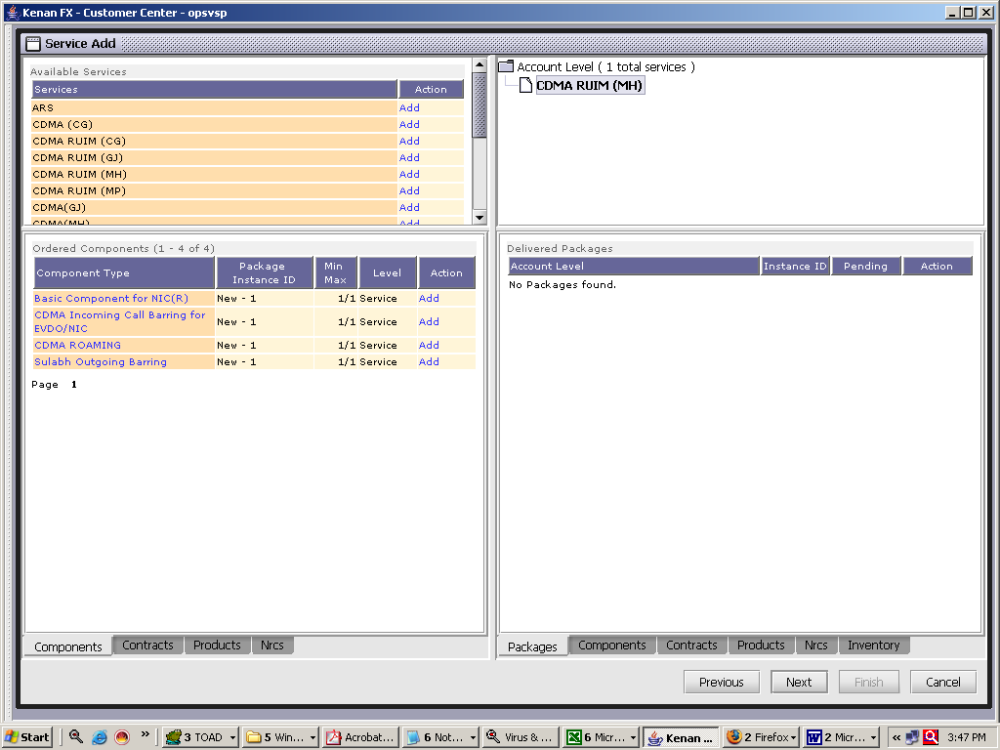 Kenan FX - Customer Center - opsvsp
Service Add
Available Services
Services Action
ARS Add
CDMA (CG) Add
CDMA RUIM (CG) Add
CDMA RUIM (GJ) Add
CDMA RUIM (MH) Add
CDMA RUIM (MP) Add
CDMA(GJ) Add
CDMA(MH) Add
Account Level ( 1 total services )
CDMA RUIM (MH)
Ordered Components (1 - 4 of 4)
Component Type Package Instance ID Min Max Level Action
Basic Component for NIC(R) New - 1 1/1 Service Add
CDMA Incoming Call Barring for
EVDO/NIC New - 1 1/1 Service Add
CDMA ROAMING New - 1 1/1 Service Add
Sulabh Outgoing Barring New - 1 1/1 Service Add
Page 1
Components Contracts Products Nrcs
Delivered Packages
Account Level Instance ID Pending Action
No Packages found.
Packages Components Contracts Products Nrcs Inventory
Previous Next Finish Cancel
Start » 3 TOAD 5 Win... Acrobat... 6 Not... Virus &... 6 Micr... Kenan ... 2 Firefox 2 Micr... « 3:47 PM